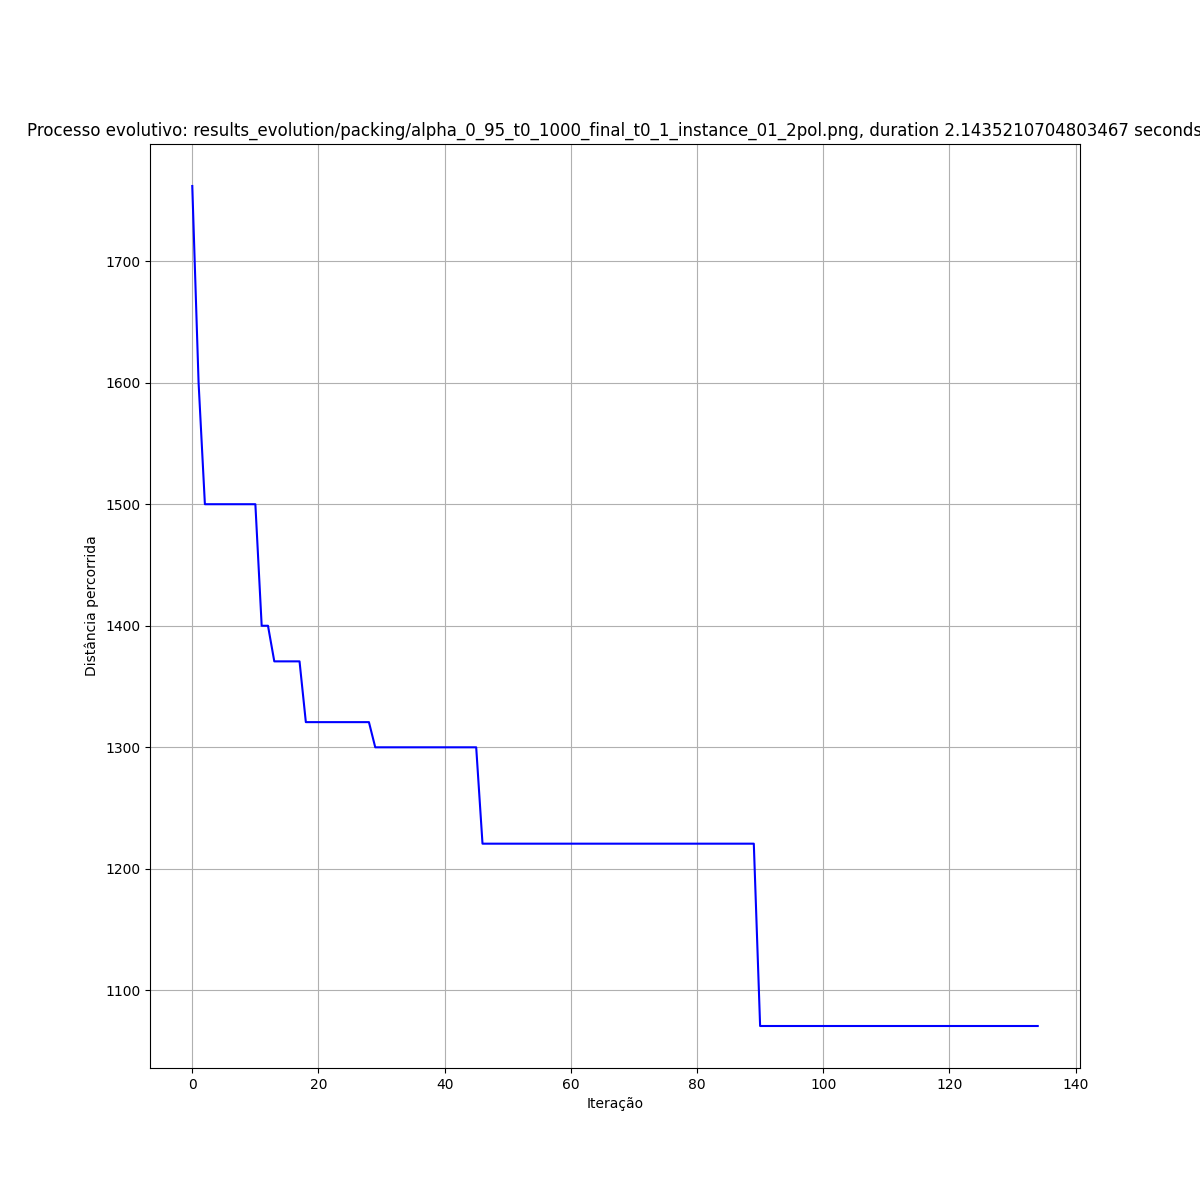 Processo evolutivo: results_evolution/packing/alpha_0_95_t0_1000_final_t0_1_instance_01_2pol.png, duration 2.1435210704803467 seconds
1700
1600
1500
1400
1300
1200
1100
Distância percorrida
0 20 40 60 80 100 120 140
Iteração